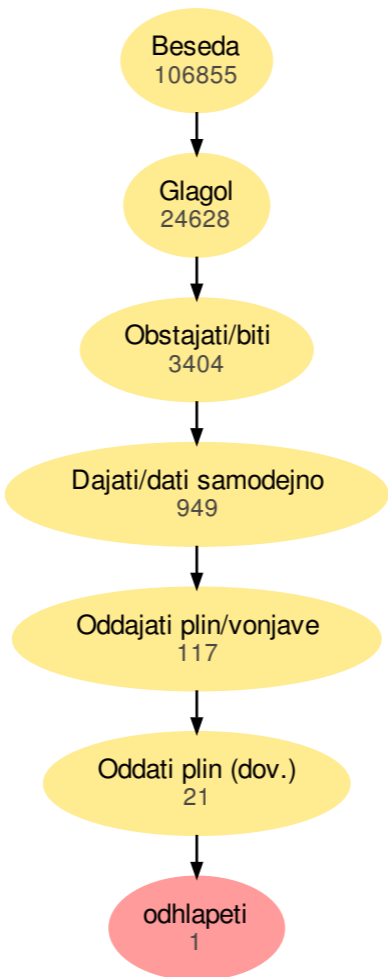 Beseda
106855
Glagol
24628
Obstajati/biti
3404
Dajati/dati samodejno
949
Oddajati plin/vonjave
117
Oddati plin (dov.)
21
odhlapeti
1